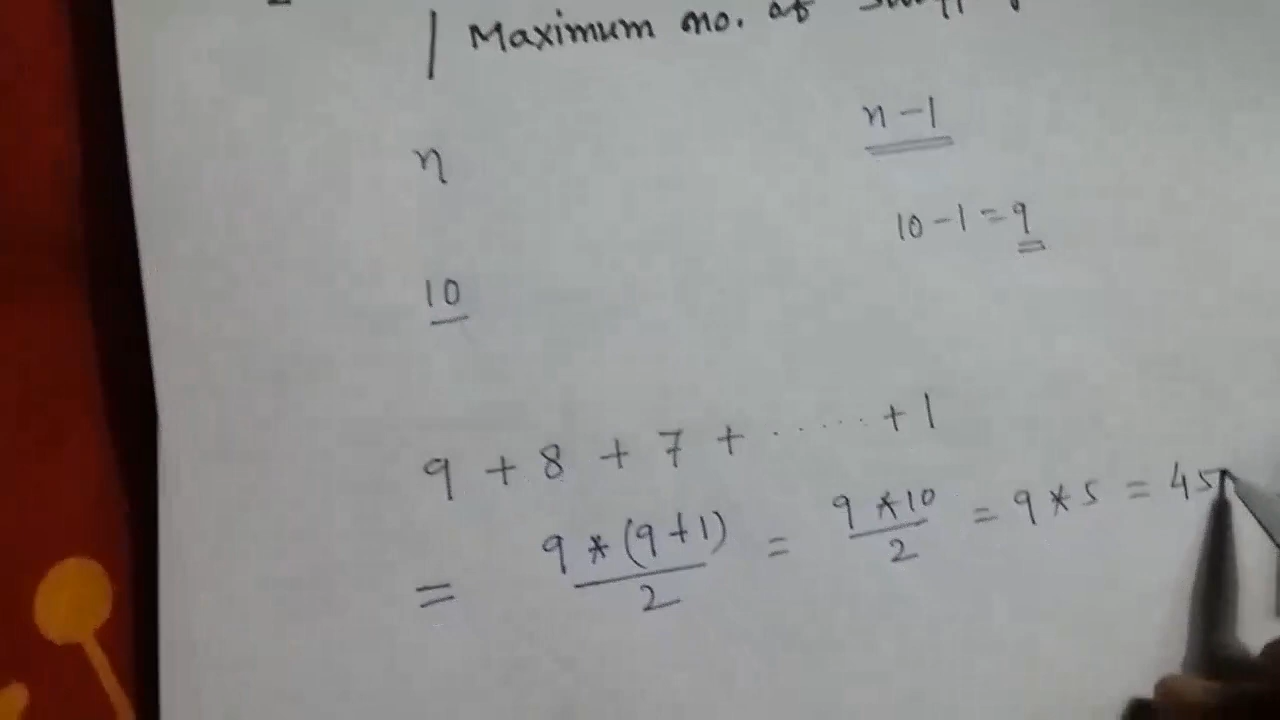 | Maximum no. of
n n-1
10-1=9
10
9 + 8 + 7 + ...... + 1
= 9*(9+1)/2 = 9*10/2 = 9*5 = 45